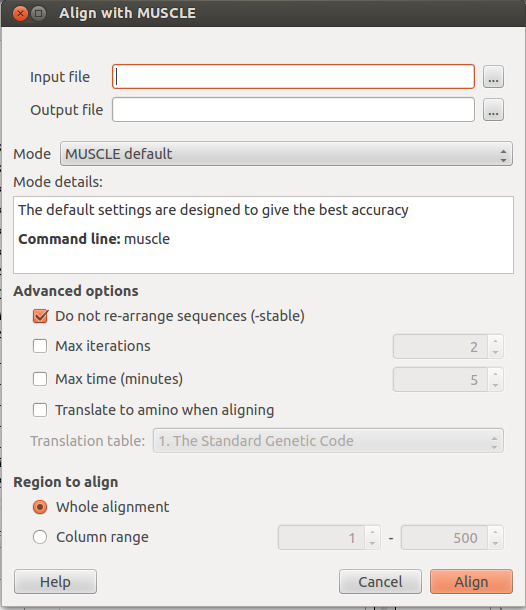 Align with MUSCLE
Input file ...
Output file ...
Mode MUSCLE default
Mode details:
The default settings are designed to give the best accuracy
Command line: muscle
Advanced options
Do not re-arrange sequences (-stable)
Max iterations 2
Max time (minutes) 5
Translate to amino when aligning
Translation table: 1. The Standard Genetic Code
Region to align
Whole alignment
Column range 1 - 500
Help Cancel Align